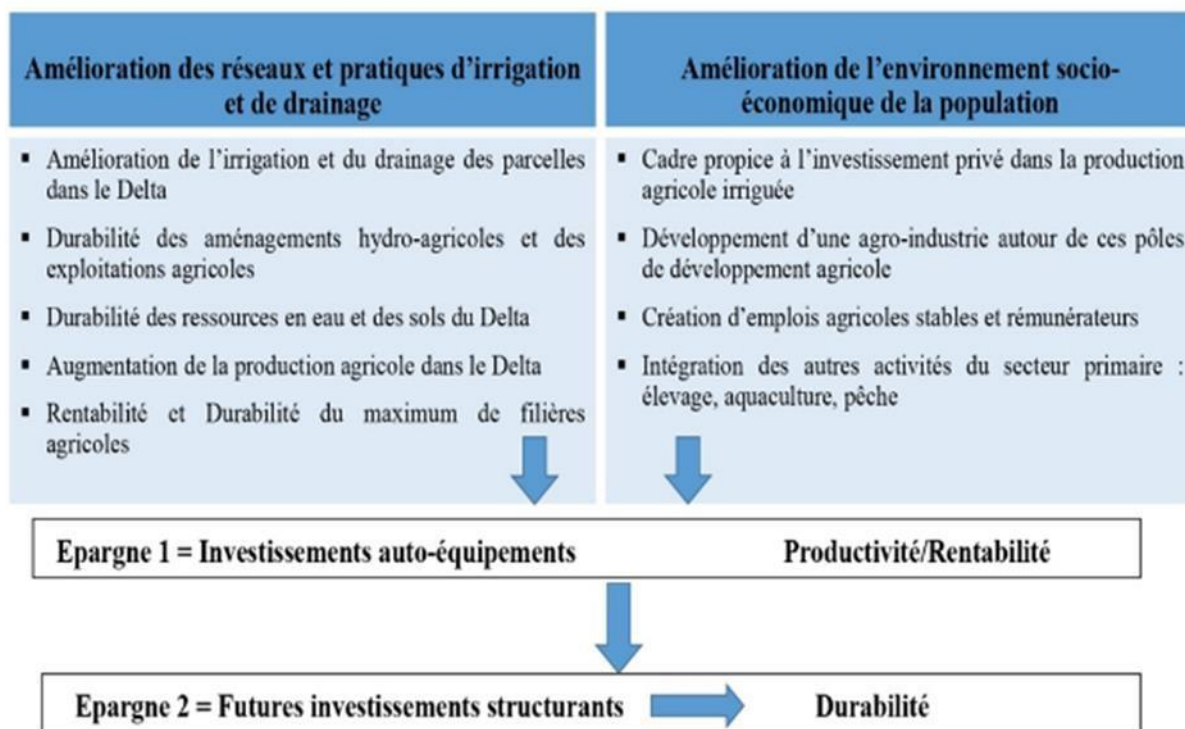 Amélioration des réseaux et pratiques d'irrigation
et de drainage
▪ Amélioration de l'irrigation et du drainage des parcelles
dans le Delta
▪ Durabilité des aménagements hydro-agricoles et des
exploitations agricoles
▪ Durabilité des ressources en eau et des sols du Delta
▪ Augmentation de la production agricole dans le Delta
▪ Rentabilité et Durabilité du maximum de filières
agricoles
Amélioration de l'environnement socio-
économique de la population
▪ Cadre propice à l'investissement privé dans la production
agricole irriguée
▪ Développement d'une agro-industrie autour de ces pôles
de développement agricole
▪ Création d'emplois agricoles stables et rémunérateurs
▪ Intégration des autres activités du secteur primaire :
élevage, aquaculture, pêche
Epargne 1 = Investissements auto-équipements Productivité/Rentabilité
Epargne 2 = Futures investissements structurants Durabilité